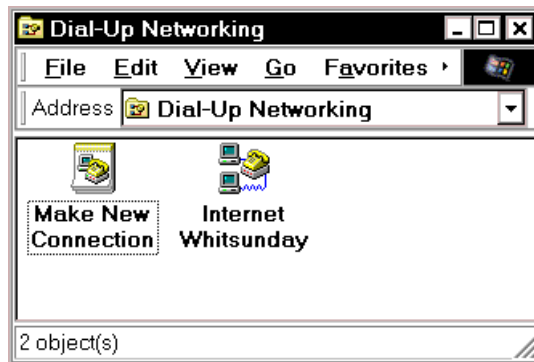 Dial-Up Networking
File Edit View Go Favorites
Address Dial-Up Networking
Make New Connection
Internet Whitsunday
2 object(s)